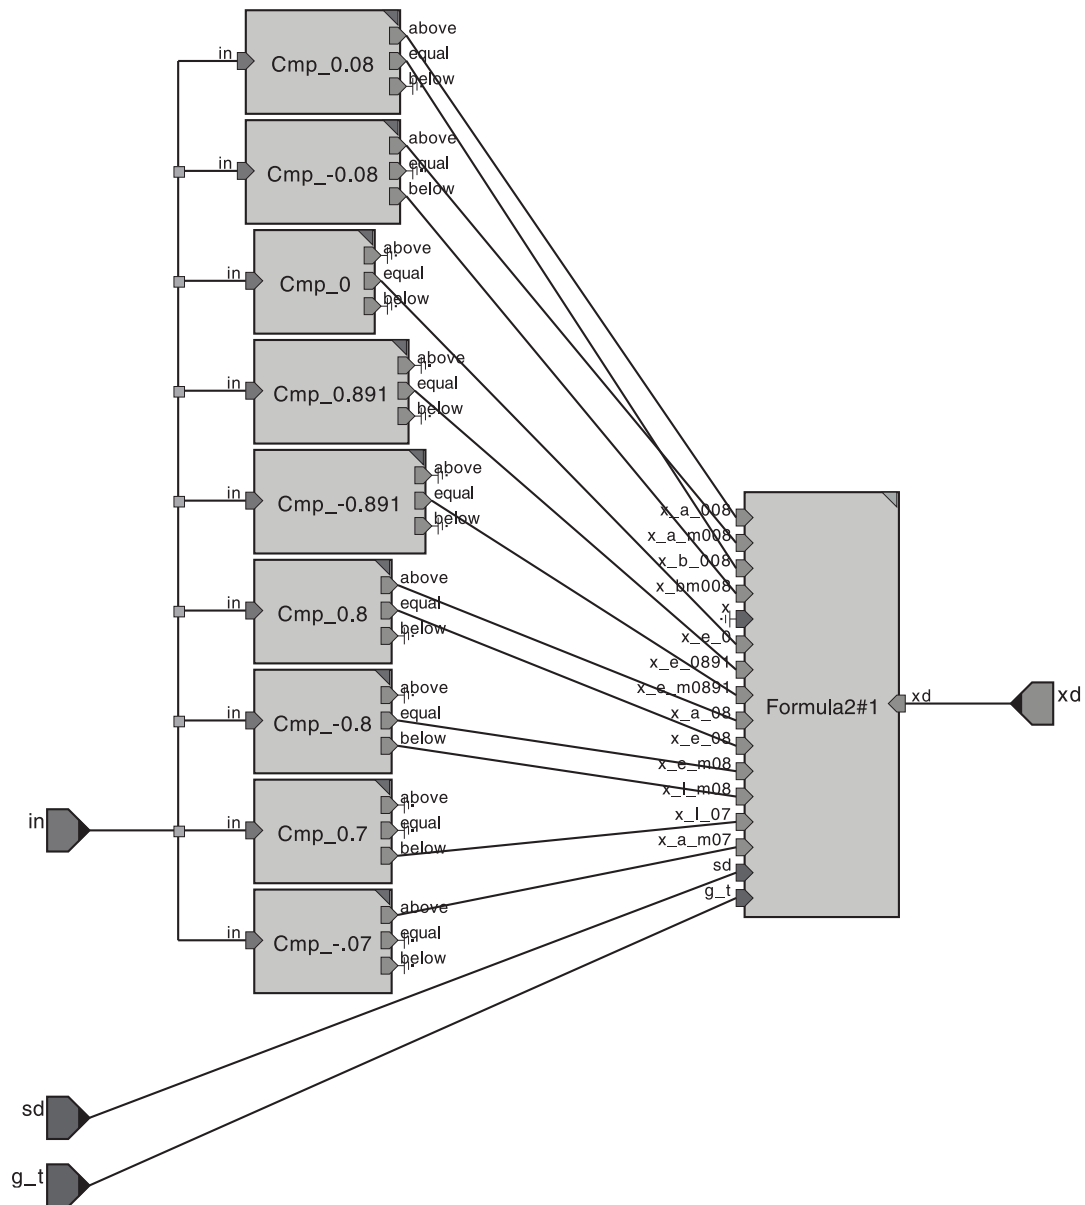 above
in
equal
Cmp_0.08
below
above
in
equal
Cmp_-0.08
below
above
in
equal
Cmp_0
below
above
in
equal
Cmp_0.891
below
above
in
equal
Cmp_-0.891
below
above
in
equal
Cmp_0.8
below
above
in
equal
Cmp_-0.8
below
above
in
equal
Cmp_0.7
below
above
in
equal
Cmp_-.07
below
in
sd
g_t
x_a_008
x_a_m008
x_b_008
x_bm008
x
x_e_0
x_e_0891
x_e_m0891
x_a_08
x_e_08
x_e_m08
x_l_m08
x_l_07
x_a_m07
sd
g_t
Formula2#1
xd
xd